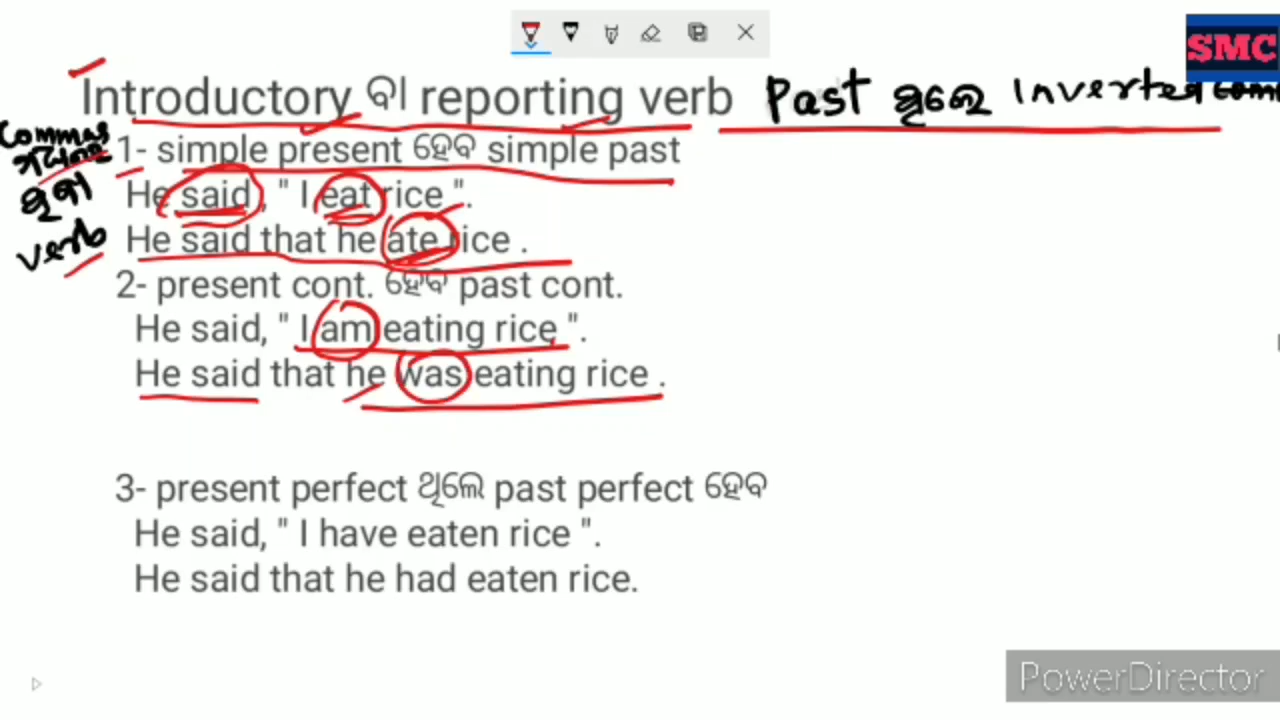 SMC
Introductory ବା reporting verb Past ଥିଲେ Inverted
Commas
ଥିବା
verb
1- simple present ହେବ simple past
He said, " I eat rice ".
He said that he ate rice .
2- present cont. ହେବ past cont.
He said, " I am eating rice ".
He said that he was eating rice .
3- present perfect ଥିଲେ past perfect ହେବ
He said, " I have eaten rice ".
He said that he had eaten rice.
PowerDirector